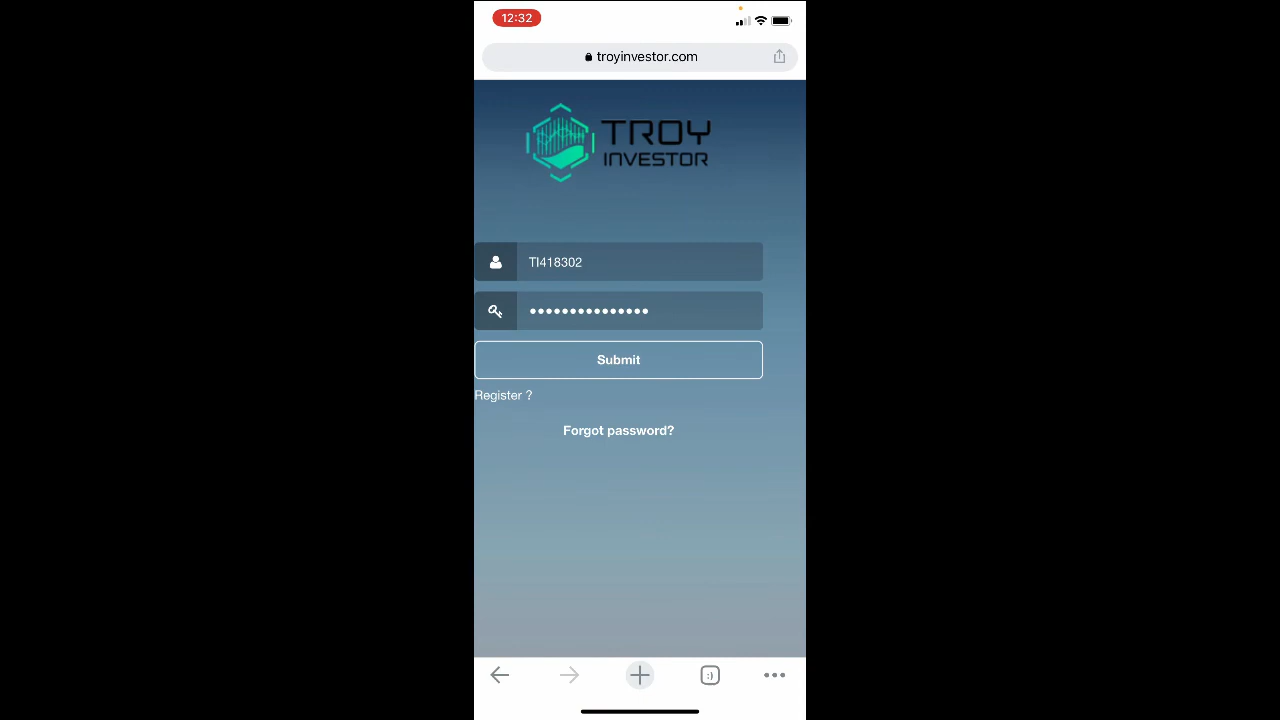 12:32
troyinvestor.com
TROY
INVESTOR
TI418302
Submit
Register ?
Forgot password?
:)